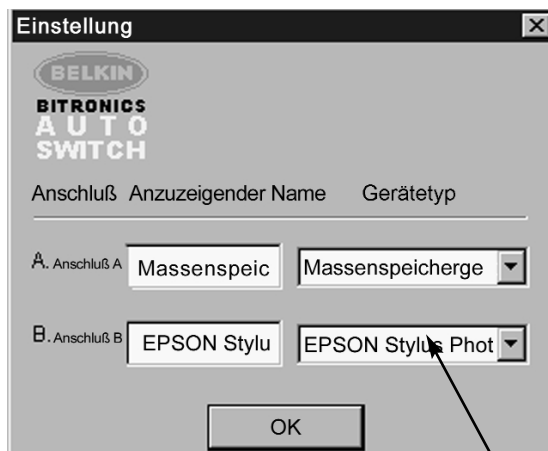 Einstellung
BELKIN
BITRONICS
AUTO
SWITCH
Anschluß Anzuzeigender Name Gerätetyp
A. Anschluß A Massenspeic Massenspeicherge
B. Anschluß B EPSON Stylu EPSON Stylus Phot
OK